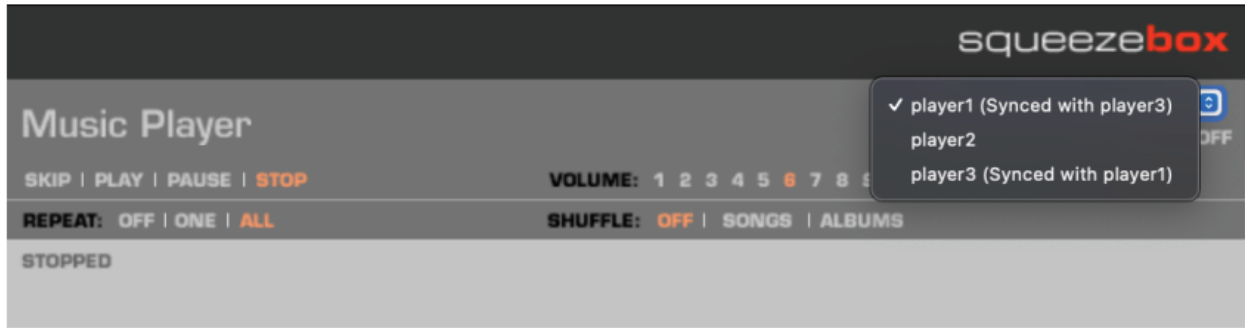 squeezebox
✓ player1 (Synced with player3)
Music Player
player2
OFF
player3 (Synced with player1)
SKIP | PLAY | PAUSE | STOP
VOLUME: 1 2 3 4 5 6 7 8
REPEAT: OFF | ONE | ALL
SHUFFLE: OFF | SONGS | ALBUMS
STOPPED